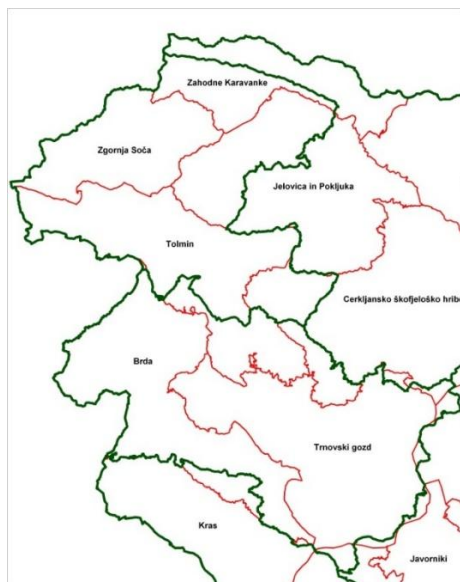 Zahodne Karavanke
Zgornja Soča
Jelovica in Pokljuka
Tolmin
Cerkljansko škofjeloško hribo
Brda
Trnovski gozd
Kras
Javorniki